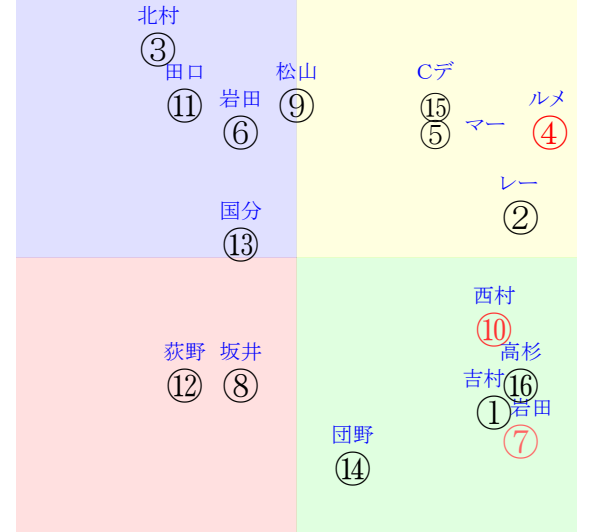 北村
③
田口
⑪
岩田
⑥
松山
⑨
Cデ
⑮
⑤
マー
ルメ
④
レー
②
国分
⑬
西村
⑩
高杉
⑯
吉村
①
岩田
⑦
荻野
⑫
坂井
⑧
団野
⑭